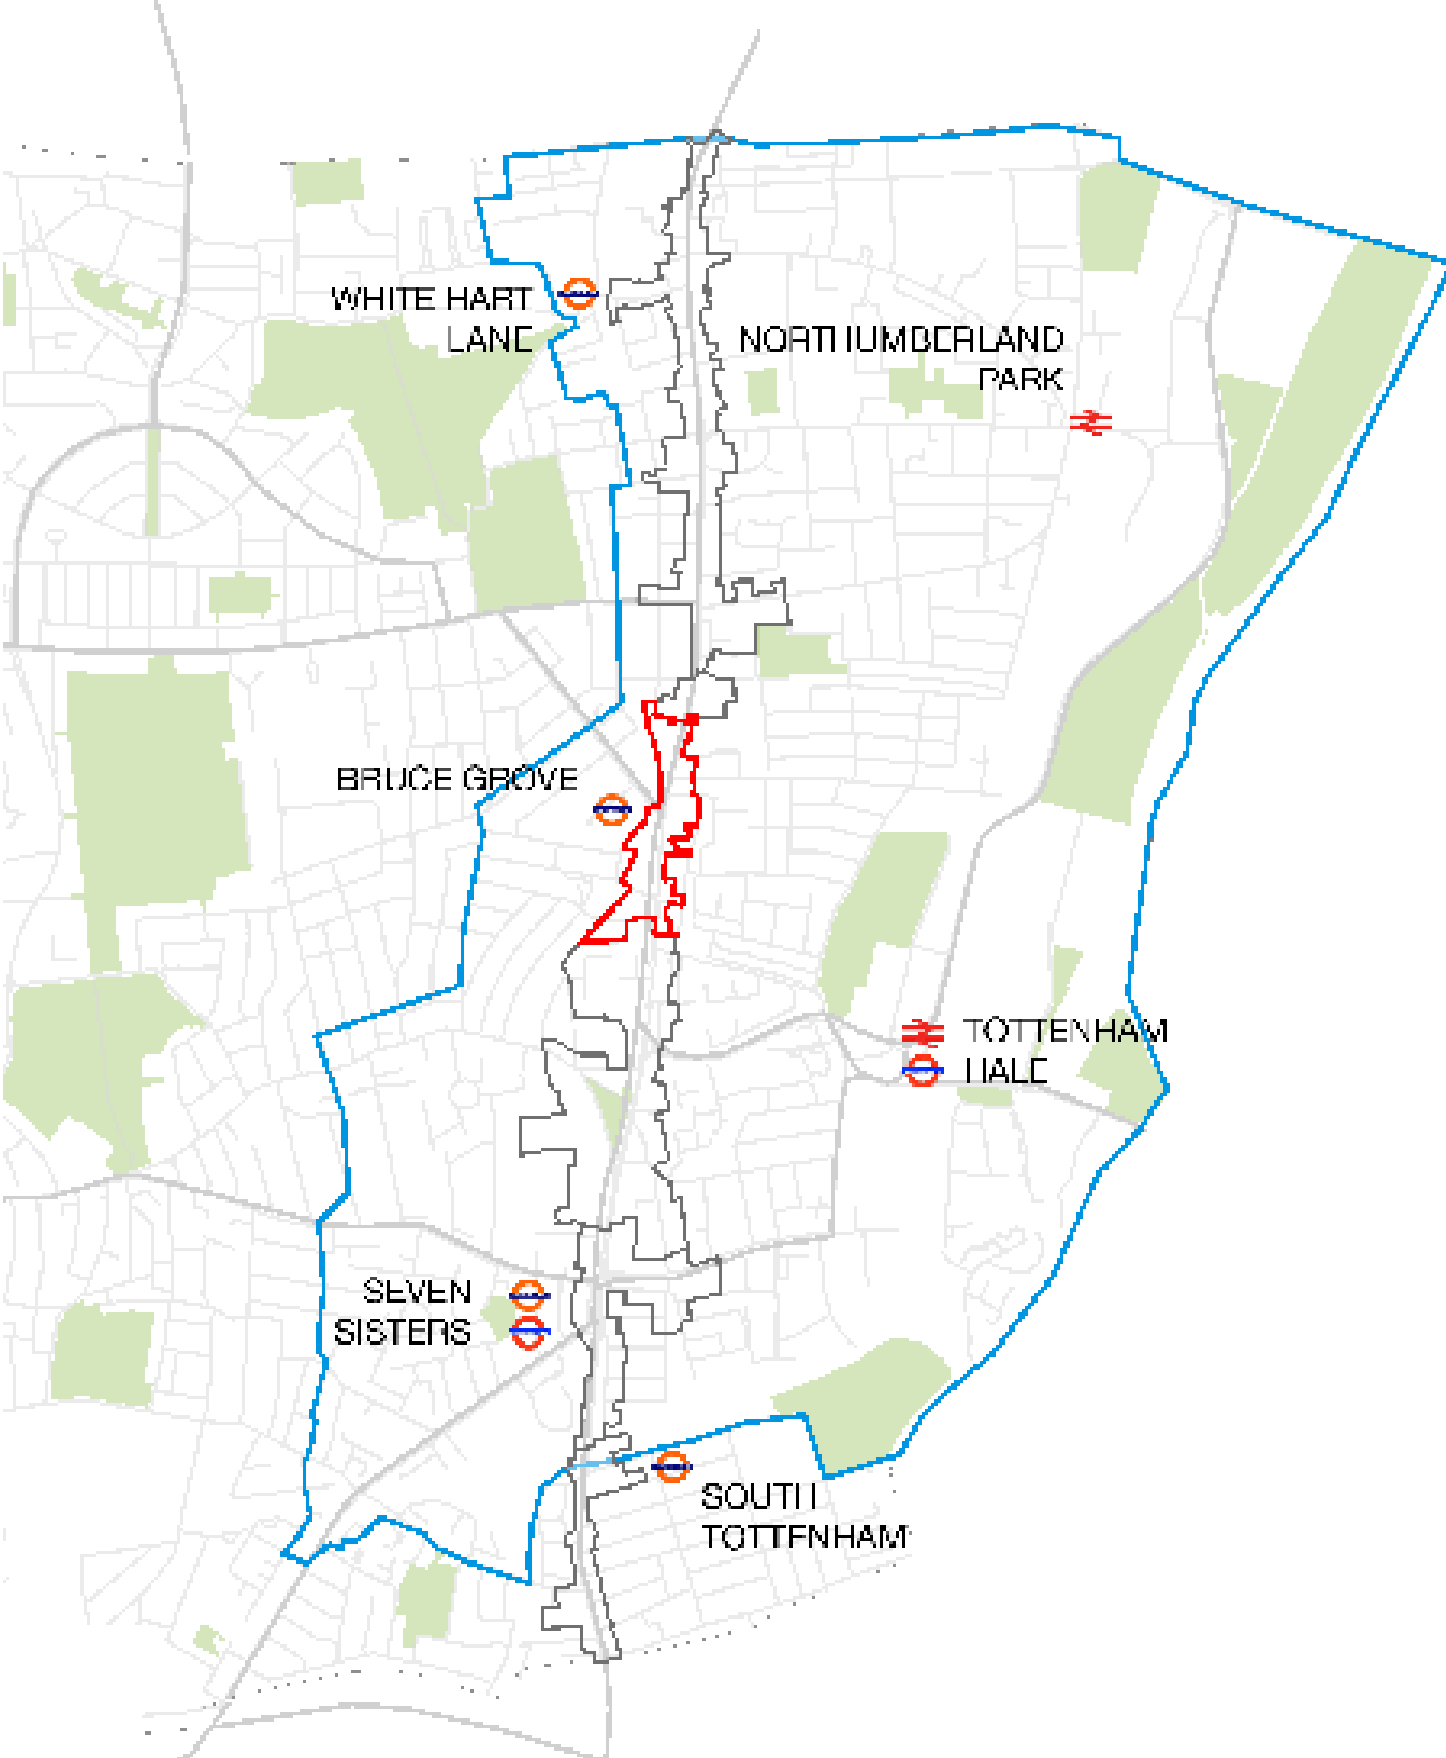 WHITE HART
LANE
NORTHUMBERLAND
PARK
BRUCE GROVE
TOTTENHAM
HALE
SEVEN
SISTERS
SOUTH
TOTTENHAM